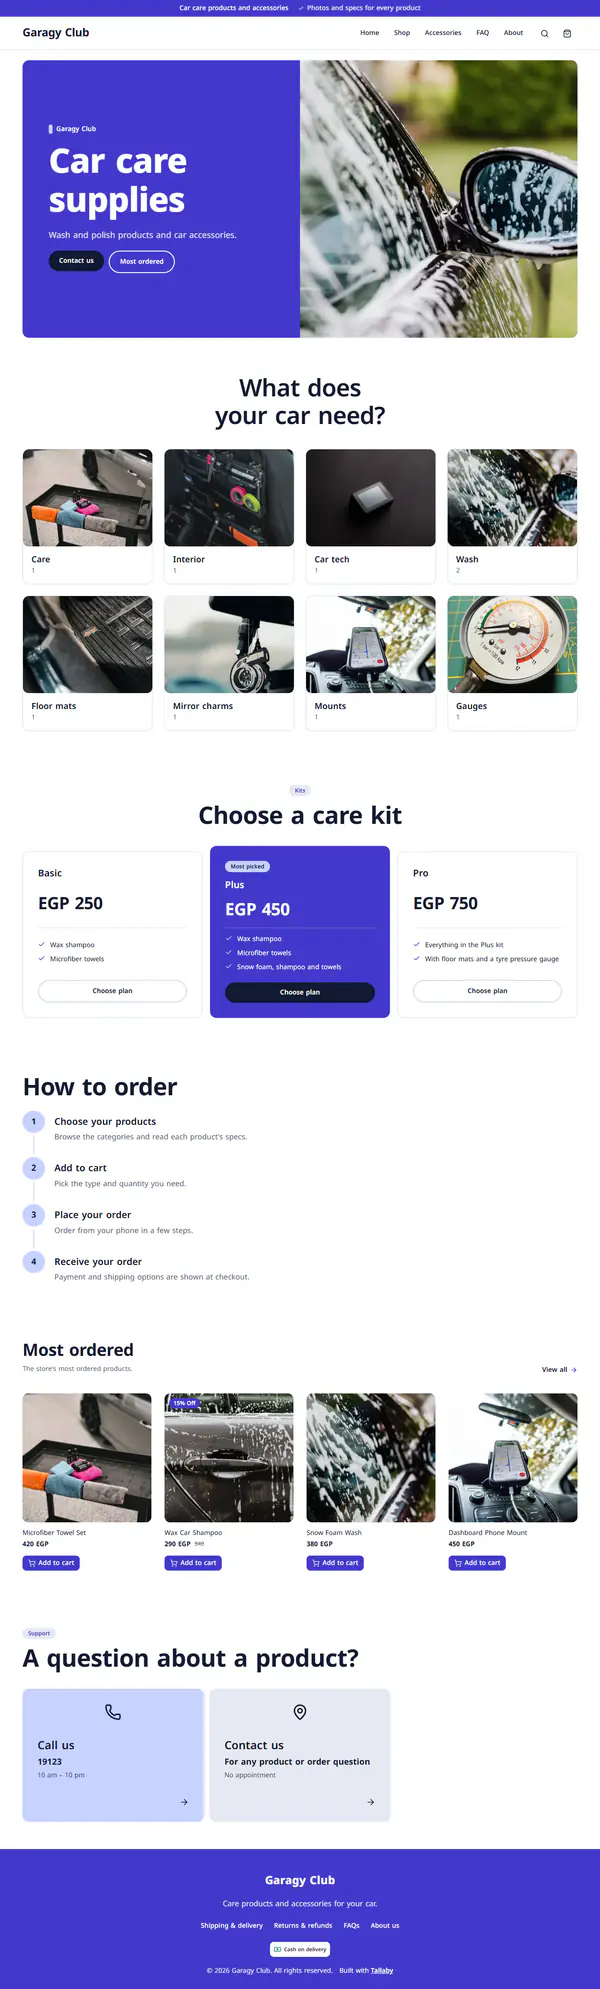 Car care products and accessories
Photos and specs for every product
Garagy Club
Home
Shop
Accessories
FAQ
About
Garagy Club
Car care
supplies
Wash and polish products and car accessories.
Contact us
Most ordered
What does
your car need?
Care
1
Interior
1
Car tech
1
Wash
2
Floor mats
1
Mirror charms
1
Mounts
1
Gauges
1
Kits
Choose a care kit
Basic
EGP 250
Wax shampoo
Microfiber towels
Choose plan
Most picked
Plus
EGP 450
Wax shampoo
Microfiber towels
Snow foam, shampoo and towels
Choose plan
Pro
EGP 750
Everything in the Plus kit
With floor mats and a tyre pressure gauge
Choose plan
How to order
1
Choose your products
Browse the categories and read each product's specs.
2
Add to cart
Pick the type and quantity you need.
3
Place your order
Order from your phone in a few steps.
4
Receive your order
Payment and shipping options are shown at checkout.
Most ordered
The store's most ordered products.
View all
Microfiber Towel Set
420 EGP
Add to cart
15% Off
Wax Car Shampoo
290 EGP 340
Add to cart
Snow Foam Wash
380 EGP
Add to cart
Dashboard Phone Mount
450 EGP
Add to cart
Support
A question about a product?
Call us
19123
10 am – 10 pm
Contact us
For any product or order question
No appointment
Garagy Club
Care products and accessories for your car.
Shipping & delivery
Returns & refunds
FAQs
About us
Cash on delivery
© 2026 Garagy Club. All rights reserved.
Built with Tallaby